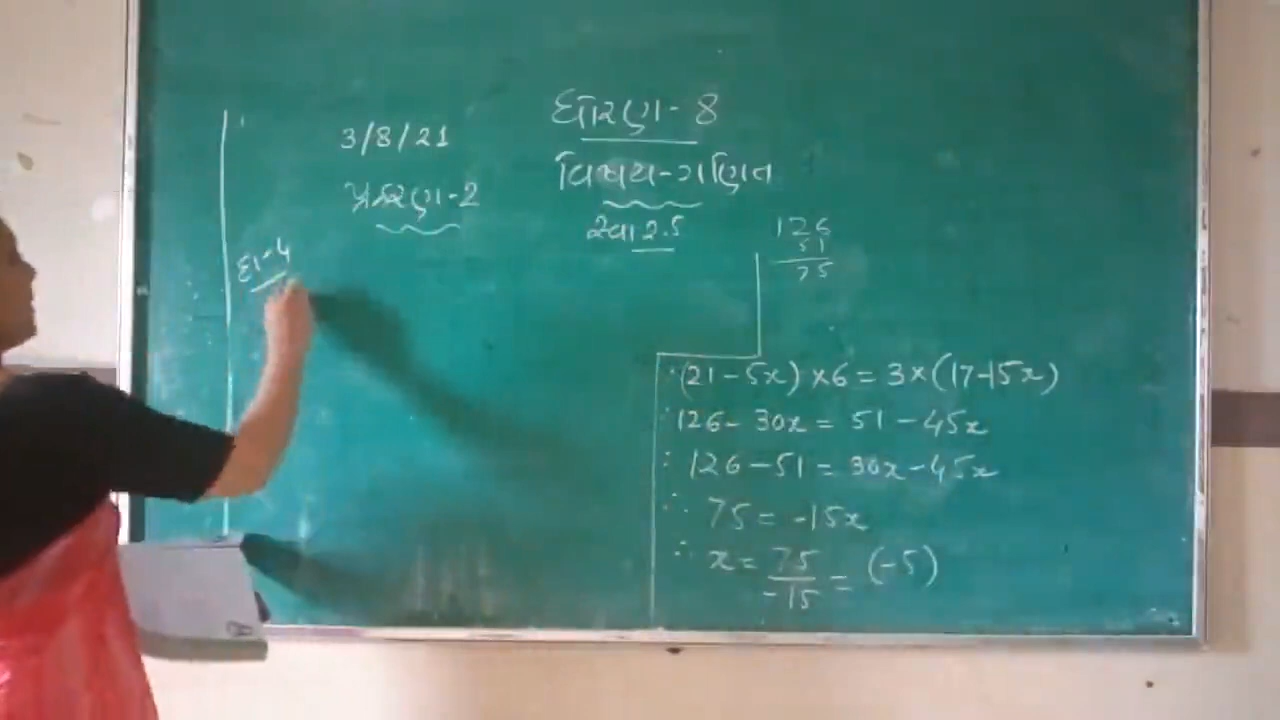 3/8/21
પ્રકરણ-2
ધોરણ-8
વિષય-ગણિત
સ્વા 2.5
દા-4
126
51
75
∴ (21-5x) ×6 = 3×(17-15x)
∴ 126- 30x = 51 - 45x
∴ 126-51 = 30x-45x
∴ 75 = -15x
∴ x = 75/-15 = (-5)